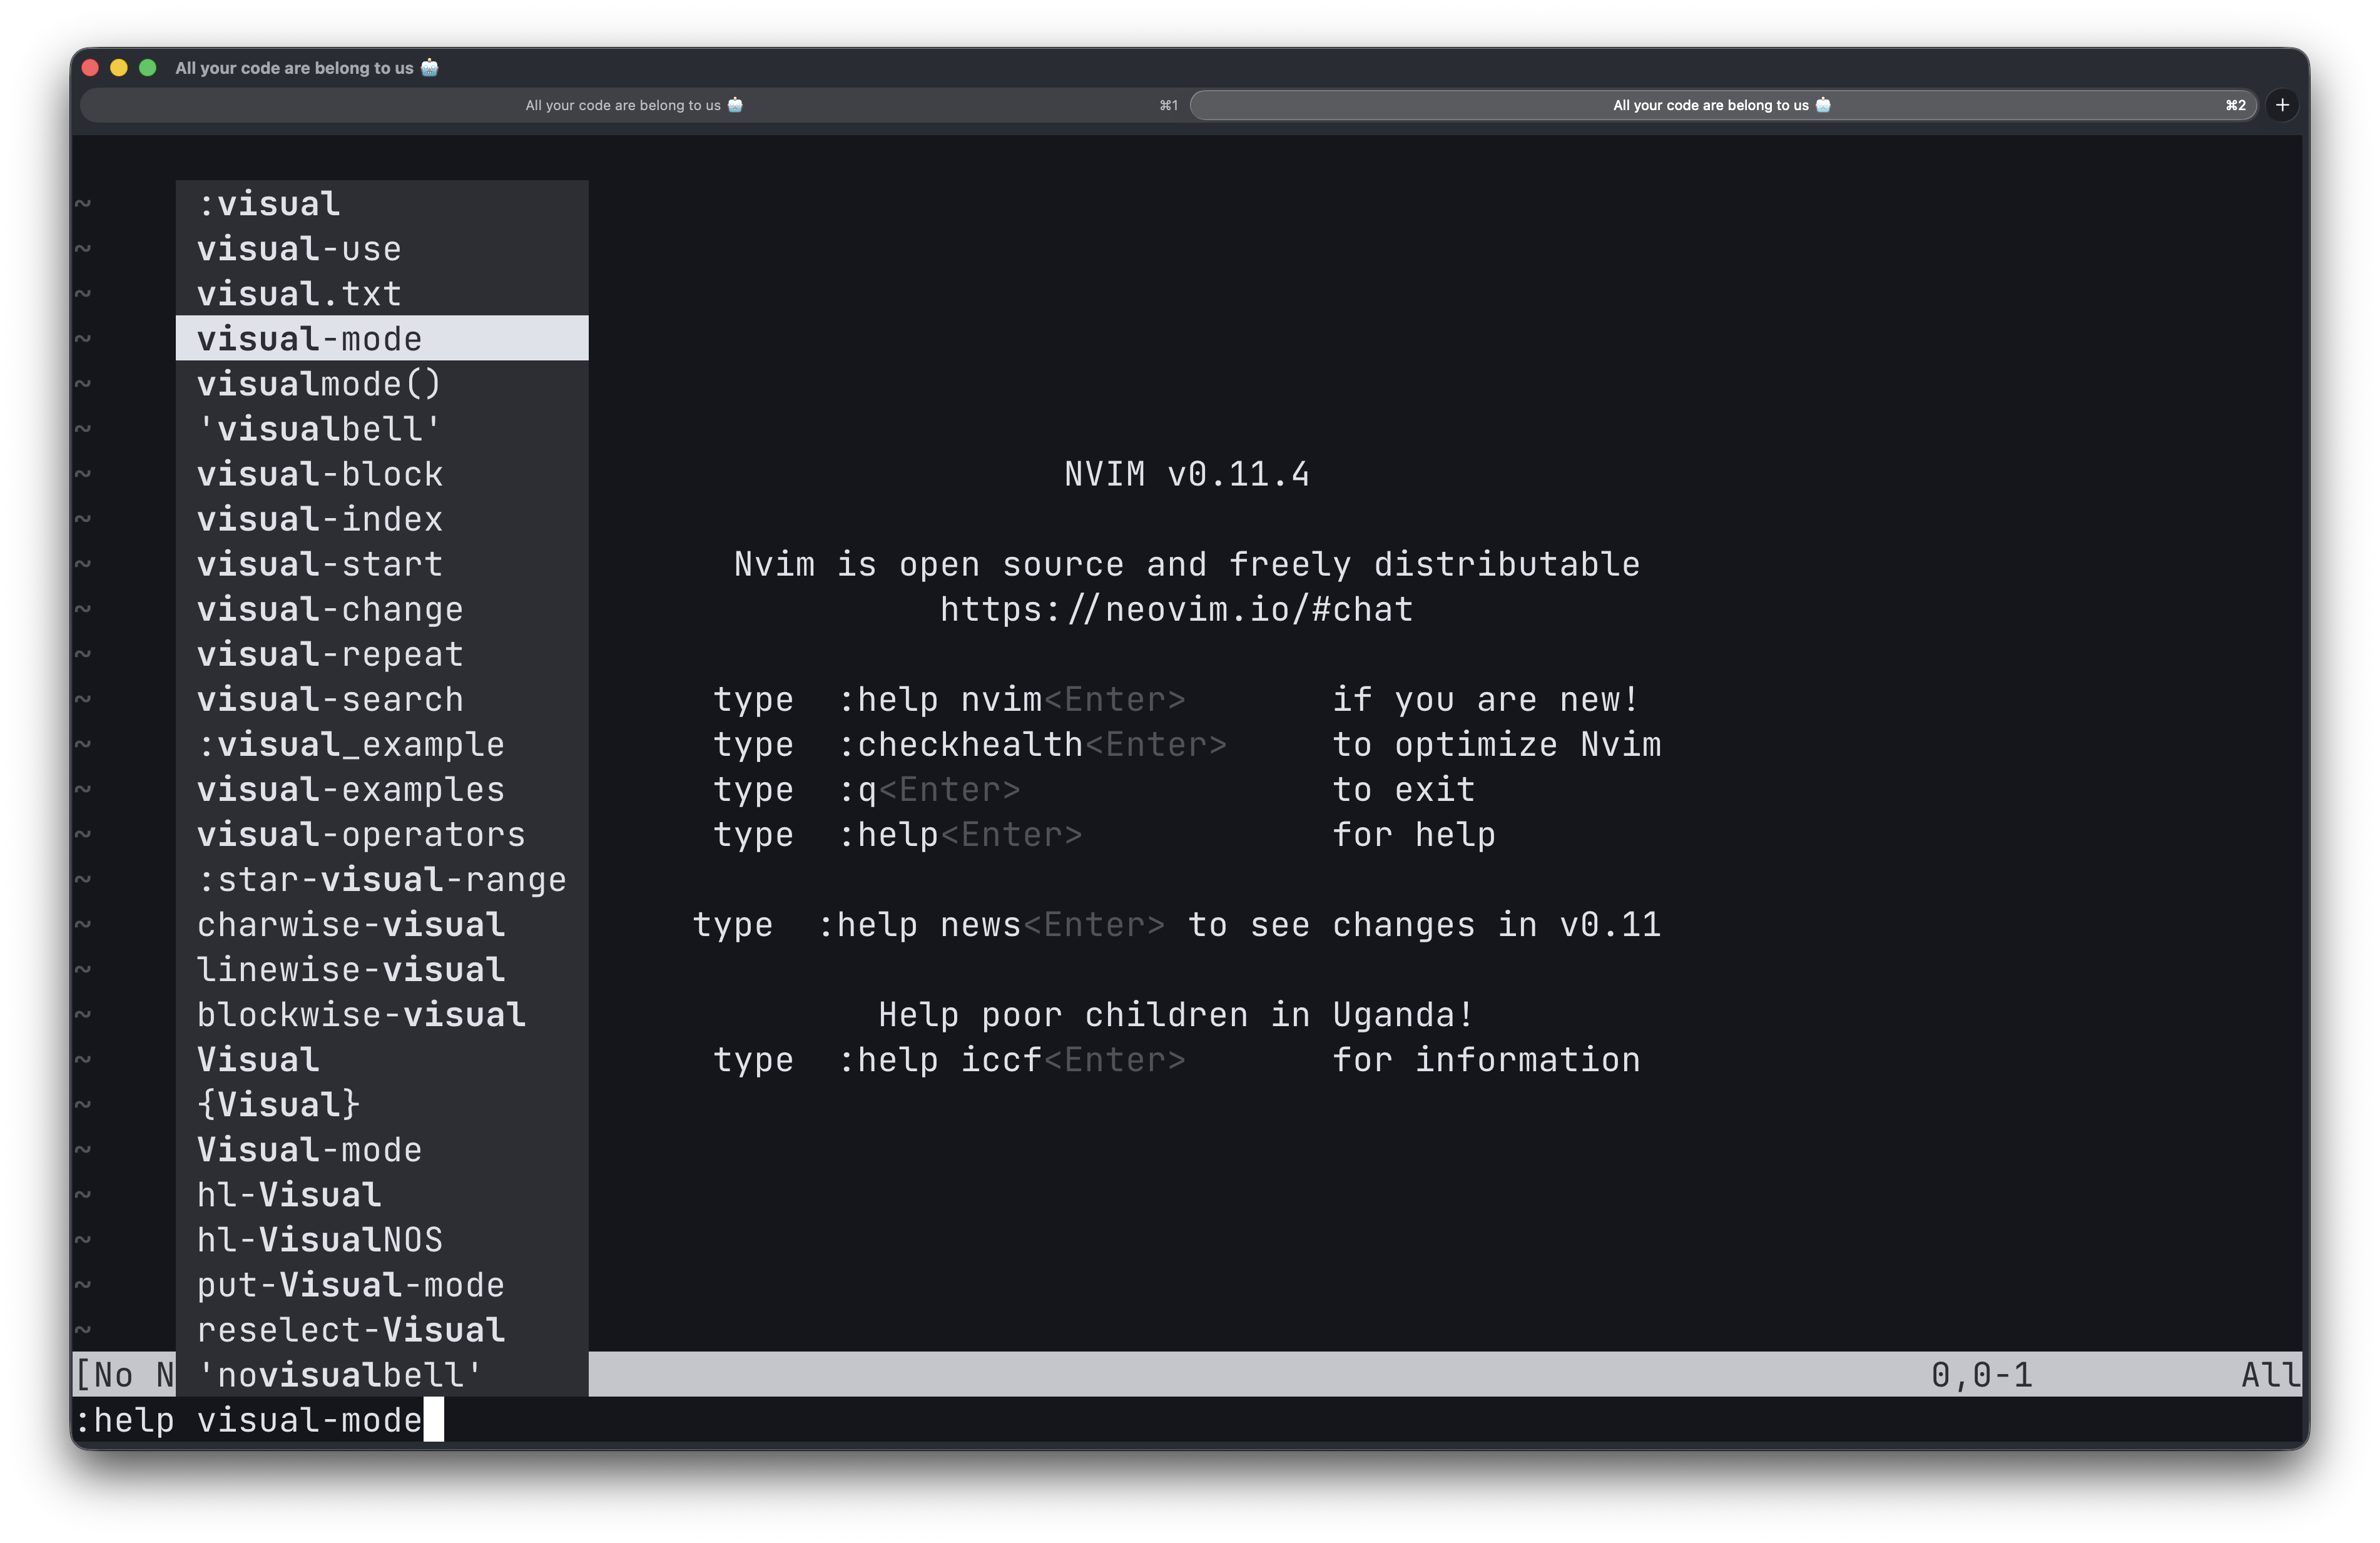 All your code are belong to us 🤖
All your code are belong to us 🤖 ⌘1 All your code are belong to us 🤖 ⌘2 +
~ :visual
~ visual-use
~ visual.txt
~ visual-mode
~ visualmode()
~ 'visualbell'
~ visual-block NVIM v0.11.4
~ visual-index
~ visual-start Nvim is open source and freely distributable
~ visual-change https://neovim.io/#chat
~ visual-repeat
~ visual-search type :help nvim<Enter> if you are new!
~ :visual_example type :checkhealth<Enter> to optimize Nvim
~ visual-examples type :q<Enter> to exit
~ visual-operators type :help<Enter> for help
~ :star-visual-range
~ charwise-visual type :help news<Enter> to see changes in v0.11
~ linewise-visual
~ blockwise-visual Help poor children in Uganda!
~ Visual type :help iccf<Enter> for information
~ {Visual}
~ Visual-mode
~ hl-Visual
~ hl-VisualNOS
~ put-Visual-mode
~ reselect-Visual
[No N 'novisualbell' 0,0-1 All
:help visual-mode